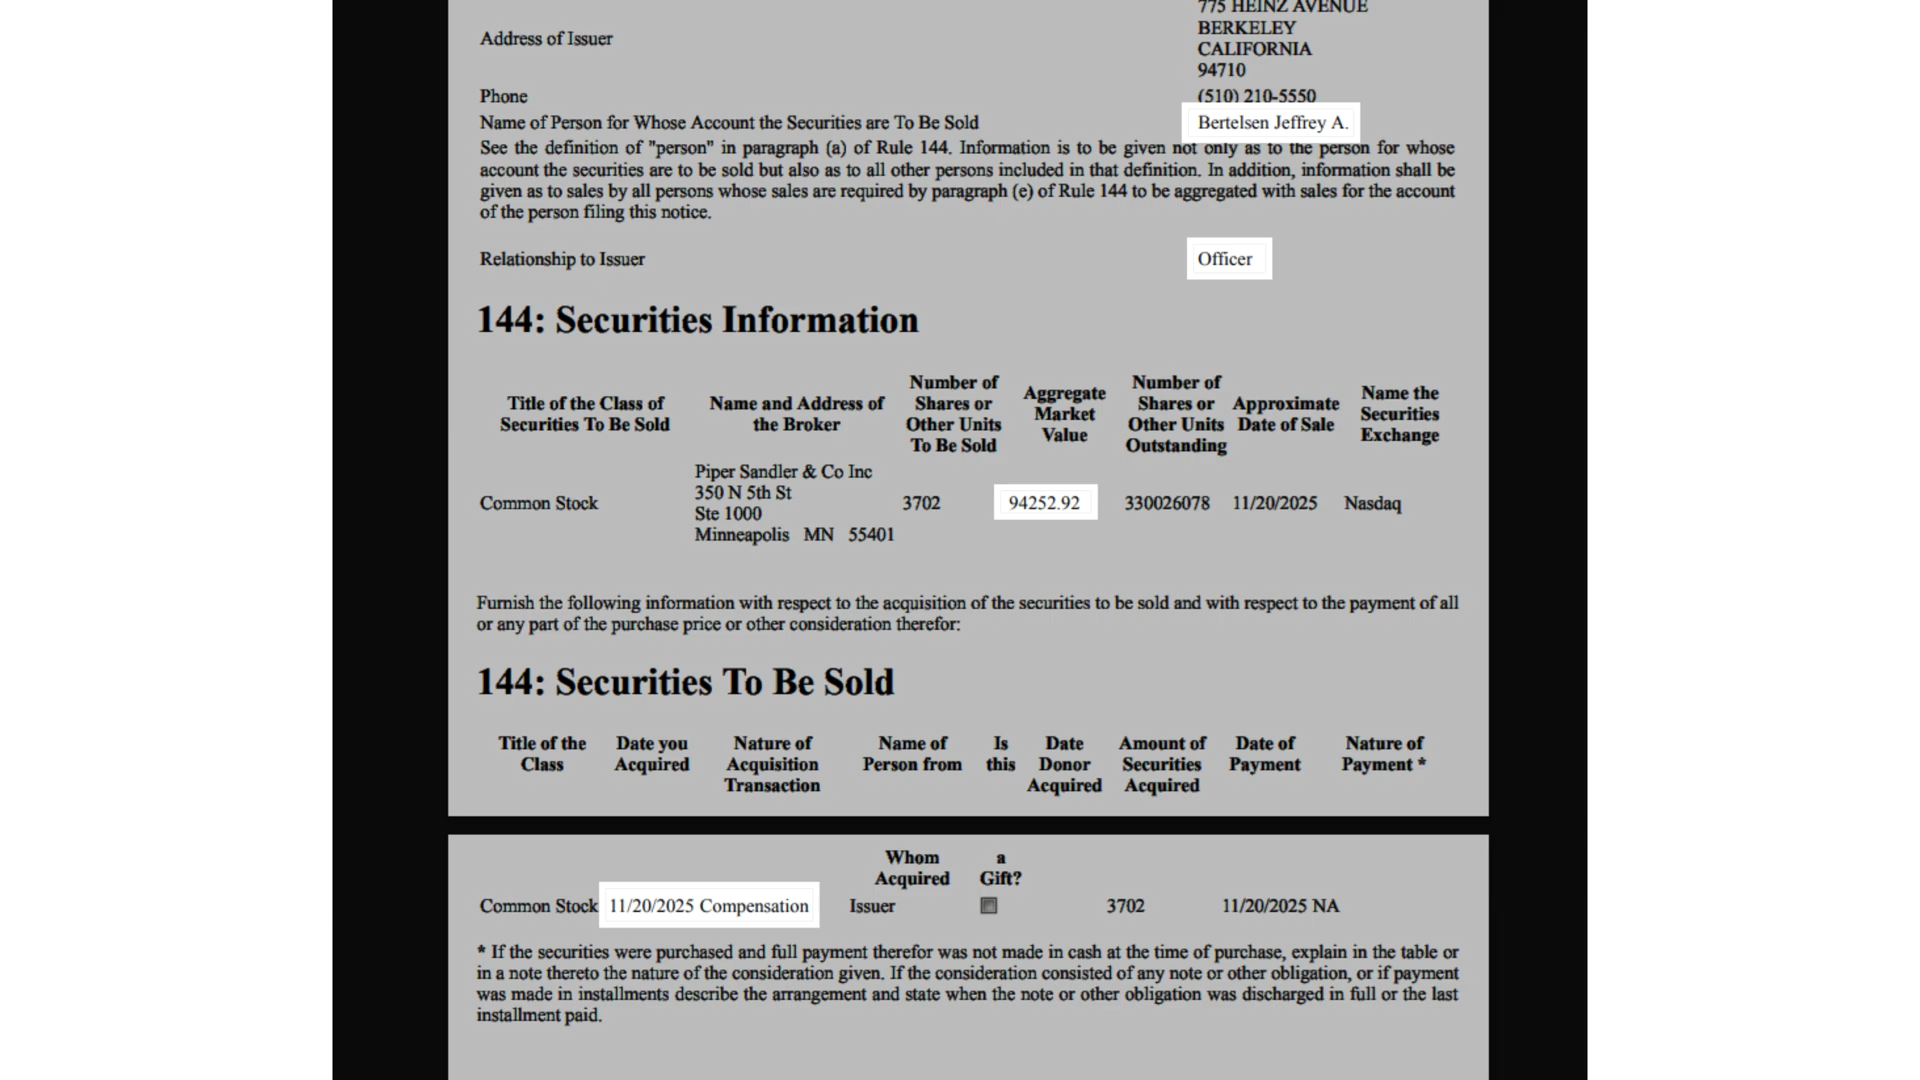 775 HEINZ AVENUE
Address of Issuer
BERKELEY
CALIFORNIA
94710
Phone (510) 210-5550
Name of Person for Whose Account the Securities are To Be Sold Bertelsen Jeffrey A.
See the definition of "person" in paragraph (a) of Rule 144. Information is to be given not only as to the person for whose
account the securities are to be sold but also as to all other persons included in that definition. In addition, information shall be
given as to sales by all persons whose sales are required by paragraph (e) of Rule 144 to be aggregated with sales for the account
of the person filing this notice.
Relationship to Issuer Officer
144: Securities Information
Title of the Class of
Securities To Be Sold
Name and Address of
the Broker
Number of
Shares or
Other Units
To Be Sold
Aggregate
Market
Value
Number of
Shares or
Other Units
Outstanding
Approximate
Date of Sale
Name the
Securities
Exchange
Common Stock
Piper Sandler & Co Inc
350 N 5th St
Ste 1000
Minneapolis MN 55401
3702
94252.92
330026078
11/20/2025
Nasdaq
Furnish the following information with respect to the acquisition of the securities to be sold and with respect to the payment of all
or any part of the purchase price or other consideration therefor:
144: Securities To Be Sold
Title of the
Class
Date you
Acquired
Nature of
Acquisition
Transaction
Name of
Person from
Is
this
Date
Donor
Acquired
Amount of
Securities
Acquired
Date of
Payment
Nature of
Payment *
Whom
Acquired
a
Gift?
Common Stock 11/20/2025 Compensation Issuer 3702 11/20/2025 NA
* If the securities were purchased and full payment therefor was not made in cash at the time of purchase, explain in the table or
in a note thereto the nature of the consideration given. If the consideration consisted of any note or other obligation, or if payment
was made in installments describe the arrangement and state when the note or other obligation was discharged in full or the last
installment paid.